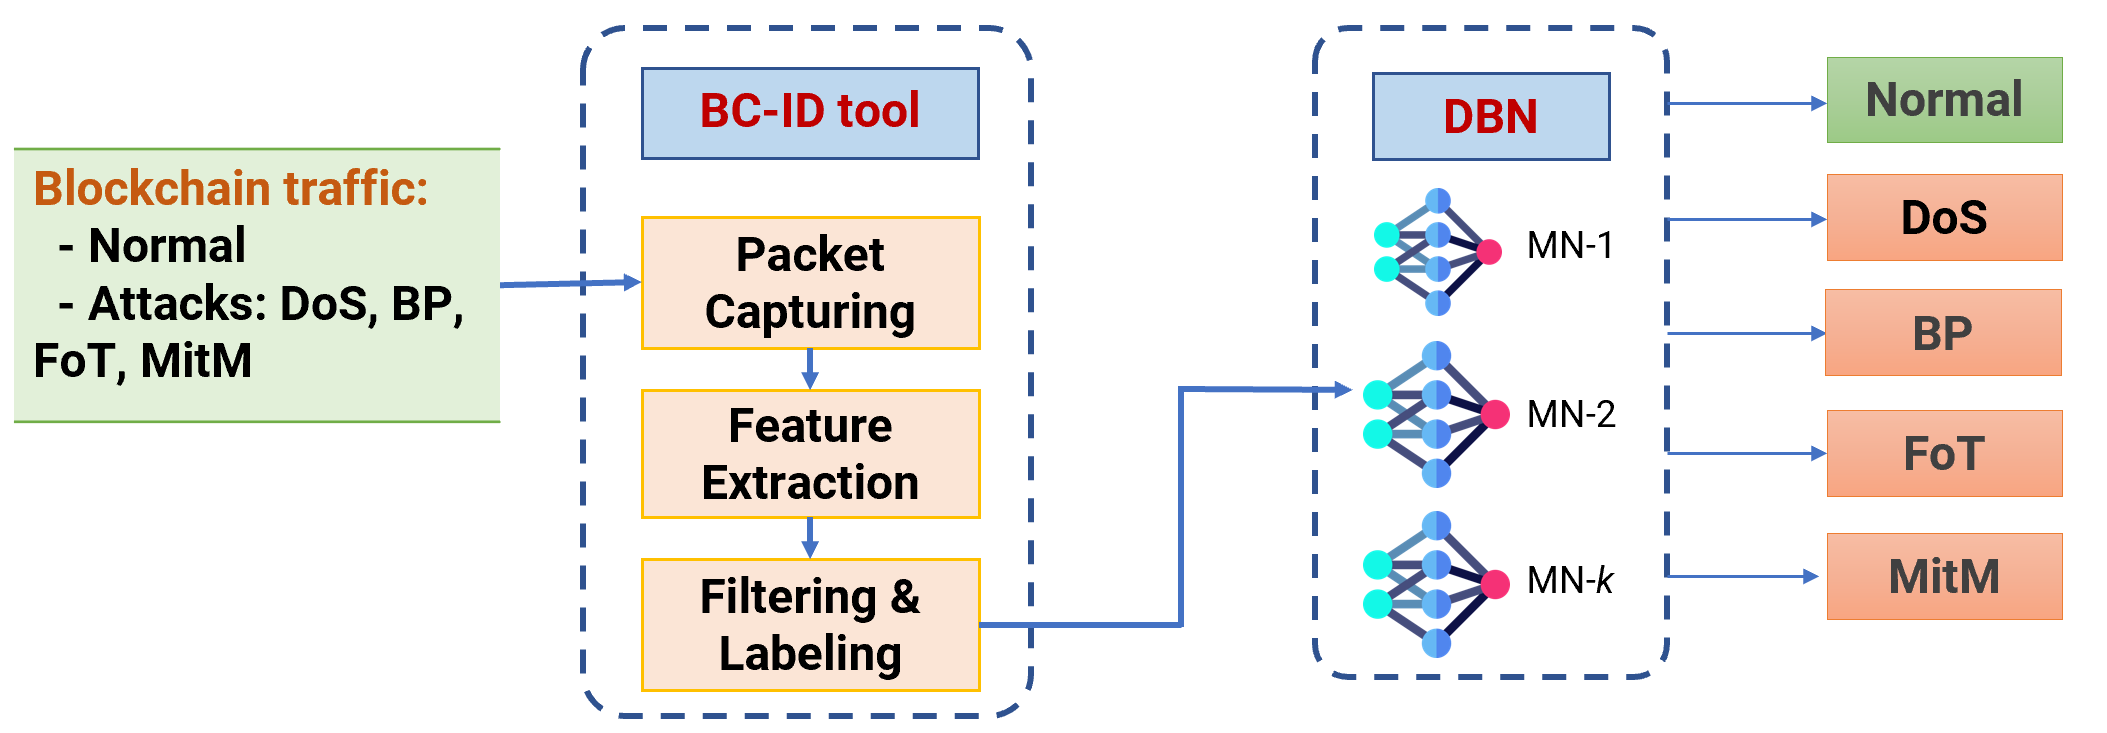 Blockchain traffic:
- Normal
- Attacks: DoS, BP,
FoT, MitM
BC-ID tool
Packet
Capturing
Feature
Extraction
Filtering &
Labeling
DBN
MN-1
MN-2
MN-k
Normal
DoS
BP
FoT
MitM